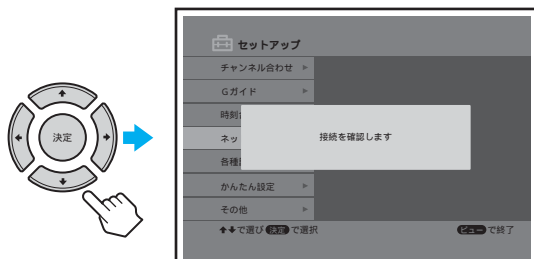 決定
セットアップ
チャンネル合わせ
Gガイド
時刻
ネッ
各種
接続を確認します
かんたん設定
その他
で選び 決定 で選択
ビュー で終了